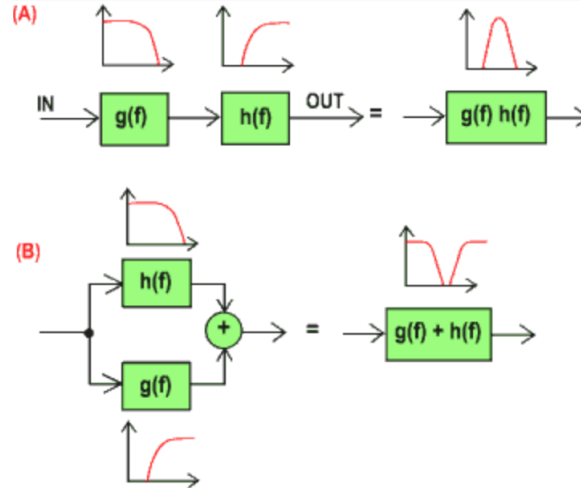 (A)
IN
g(f)
h(f)
OUT
=
g(f) h(f)
(B)
h(f)
+
=
g(f) + h(f)
g(f)